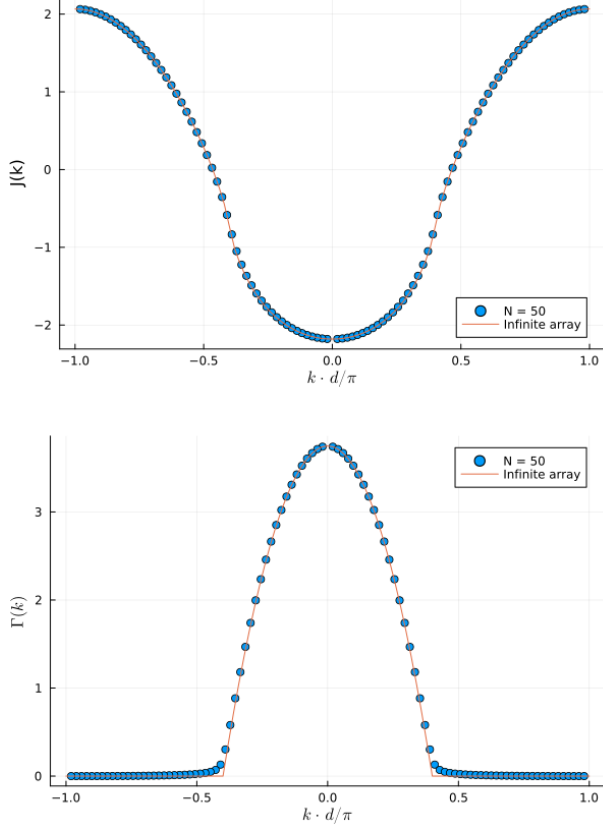 2
1
0
-1
-2
J(k)
N = 50
Infinite array
-1.0 -0.5 0.0 0.5 1.0
k · d/π
3
2
1
0
Γ(k)
N = 50
Infinite array
-1.0 -0.5 0.0 0.5 1.0
k · d/π